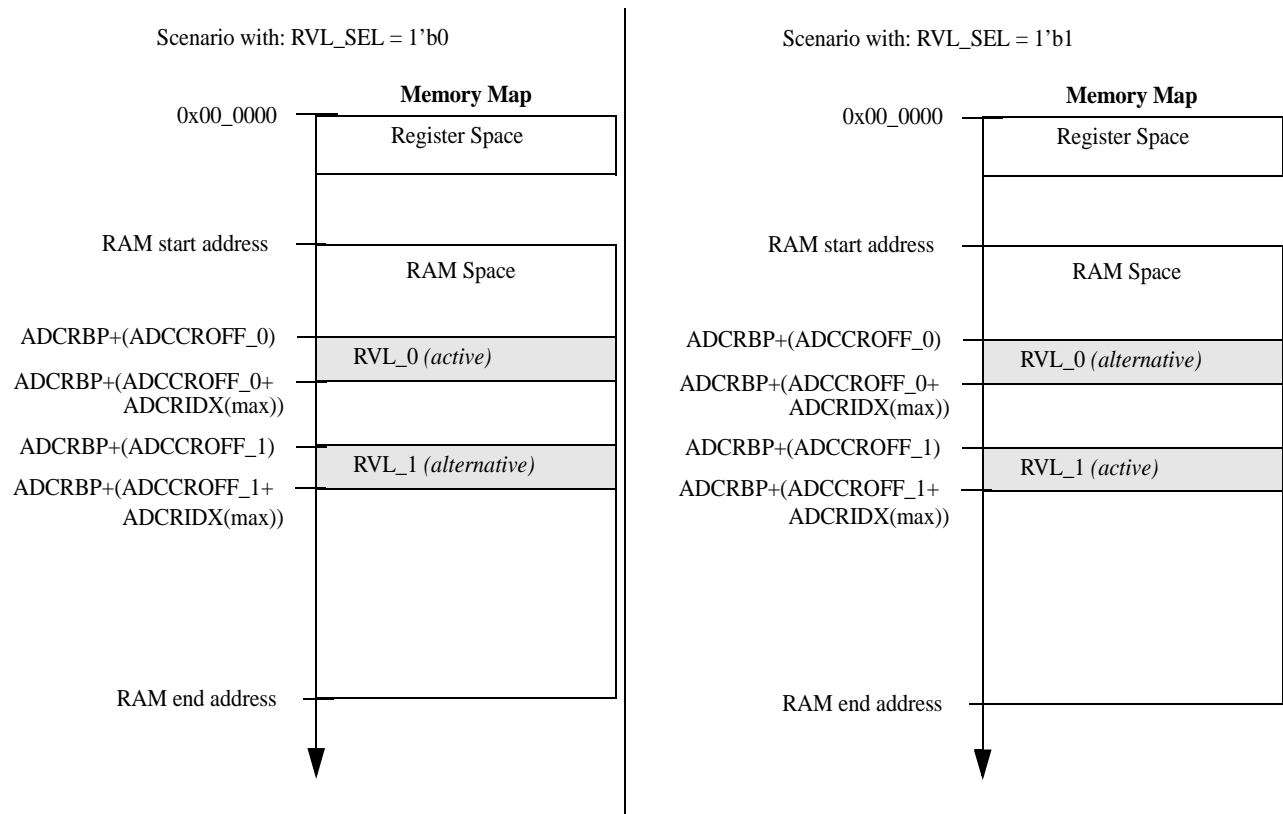 Scenario with: RVL_SEL = 1’b0
Memory Map
0x00_0000
Register Space
RAM start address
RAM Space
ADCRBP+(ADCCROFF_0)
RVL_0 (active)
ADCRBP+(ADCCROFF_0+
ADCRIDX(max))
ADCRBP+(ADCCROFF_1)
RVL_1 (alternative)
ADCRBP+(ADCCROFF_1+
ADCRIDX(max))
RAM end address
Scenario with: RVL_SEL = 1’b1
Memory Map
0x00_0000
Register Space
RAM start address
RAM Space
ADCRBP+(ADCCROFF_0)
RVL_0 (alternative)
ADCRBP+(ADCCROFF_0+
ADCRIDX(max))
ADCRBP+(ADCCROFF_1)
RVL_1 (active)
ADCRBP+(ADCCROFF_1+
ADCRIDX(max))
RAM end address